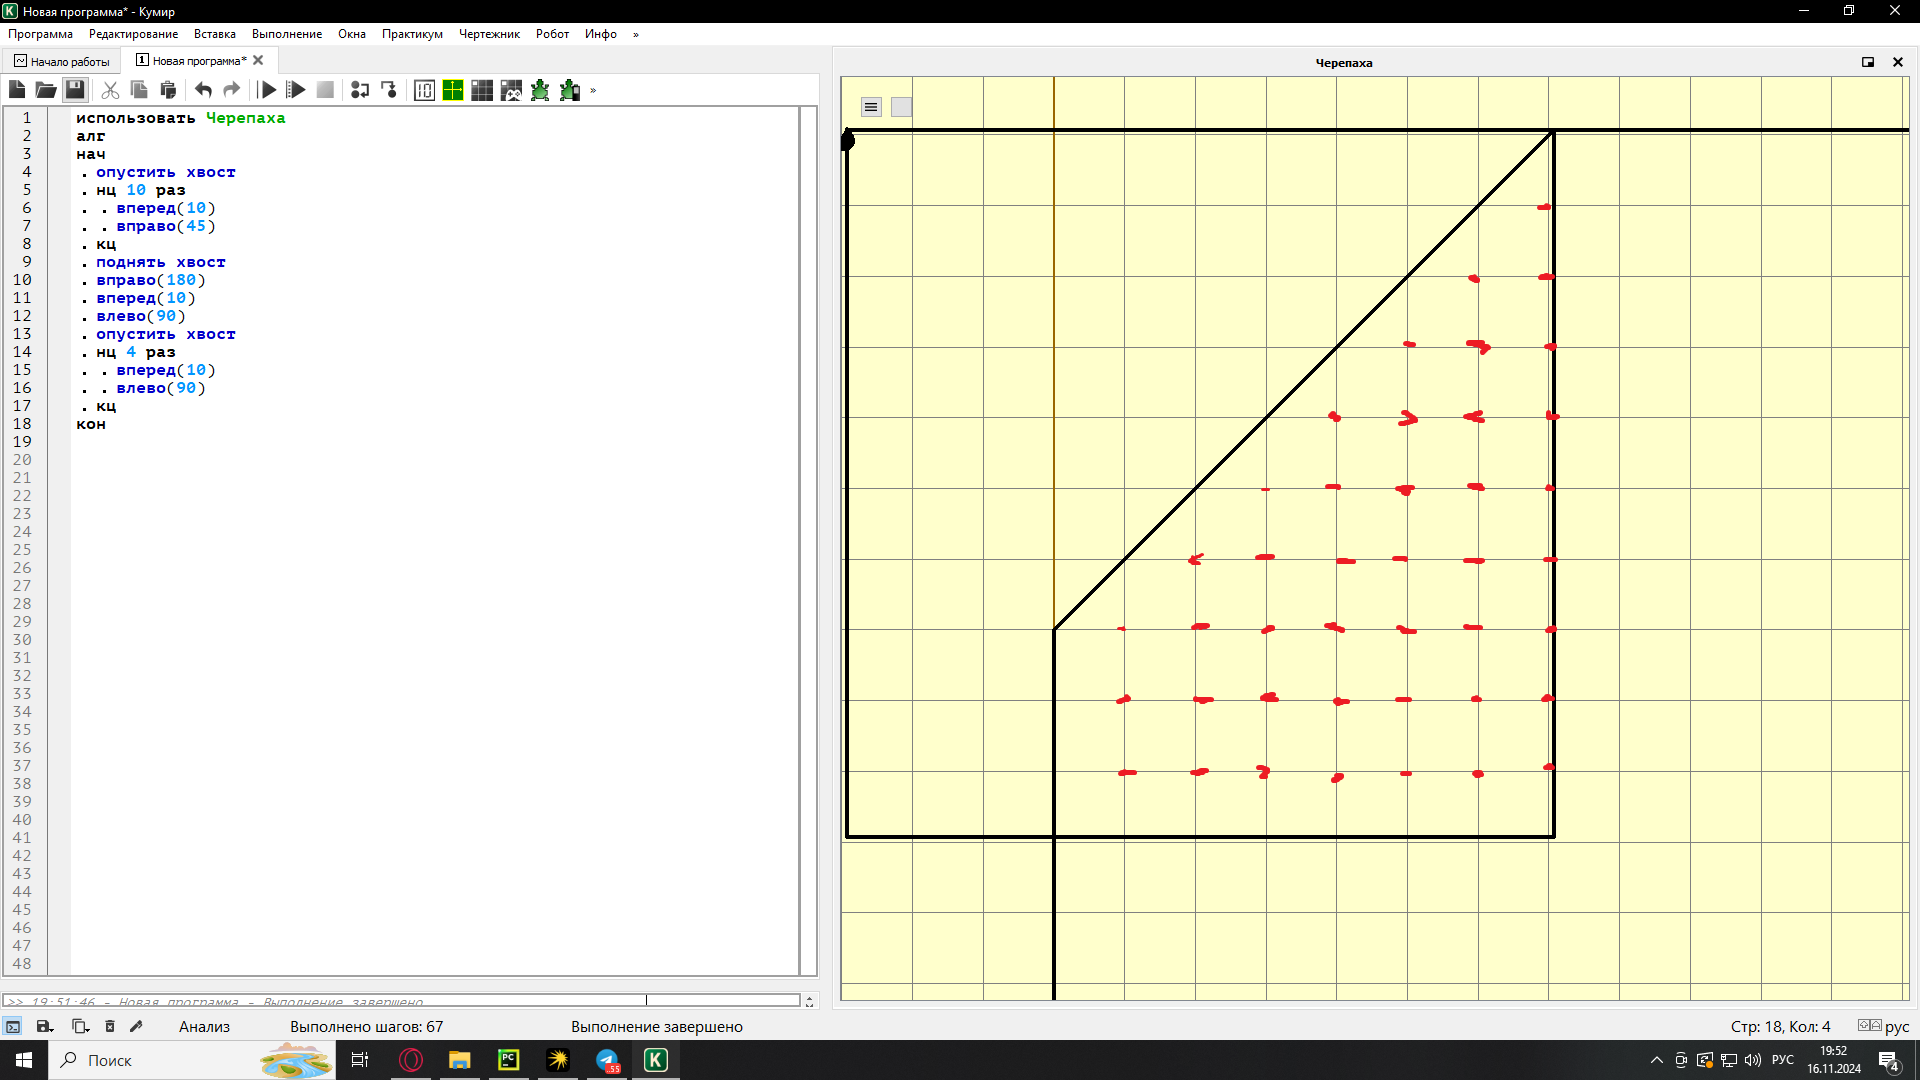 Новая программа* - Кумир
Программа Редактирование Вставка Выполнение Окна Практикум Чертежник Робот Инфо »
Начало работы
1 Новая программа*
Черепаха
»
1 использовать Черепаха
2 алг
3 нач
4 . опустить хвост
5 . нц 10 раз
6 . . вперед(10)
7 . . вправо(45)
8 . кц
9 . поднять хвост
10 . вправо(180)
11 . вперед(10)
12 . влево(90)
13 . опустить хвост
14 . нц 4 раз
15 . . вперед(10)
16 . . влево(90)
17 . кц
18 кон
19
20
21
22
23
24
25
26
27
28
29
30
31
32
33
34
35
36
37
38
39
40
41
42
43
44
45
46
47
48
>> 19:51:46 - Новая программа - Выполнение завершено
Анализ Выполнено шагов: 67 Выполнение завершено Стр: 18, Кол: 4 рус
Поиск
PC
.55
K
РУС
19:52
16.11.2024
4